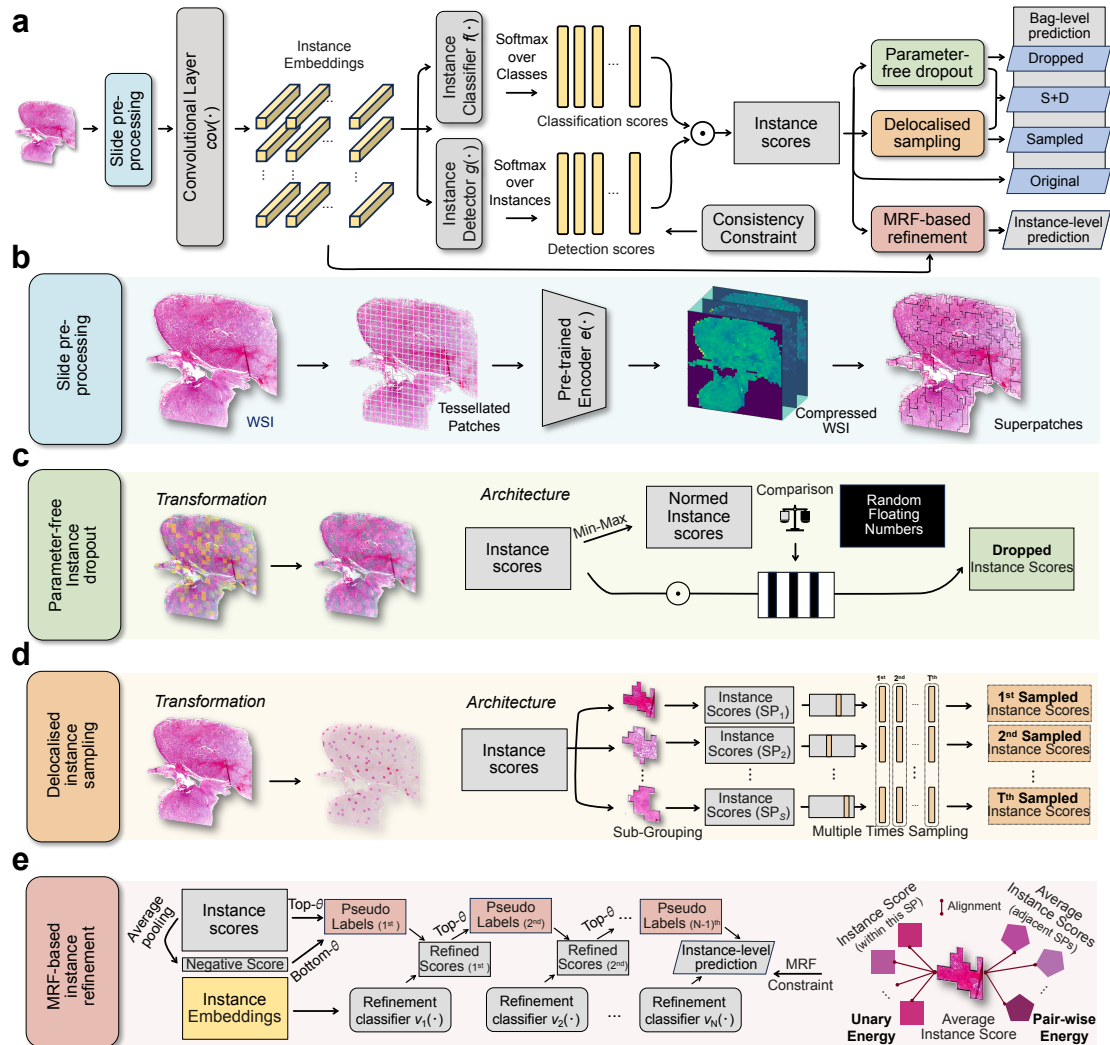 a
Slide pre-
processing
Convolutional Layer
cov(·)
Instance
Embeddings
...
...
...
Instance
Classifier f(·)
Instance
Detector g(·)
Softmax
over
Classes
Softmax
over
Instances
...
Classification scores
...
Detection scores
Instance
scores
Consistency
Constraint
Parameter-
free dropout
Delocalised
sampling
MRF-based
refinement
Bag-level
prediction
Dropped
S+D
Sampled
Original
Instance-level
prediction
b
Slide pre-
processing
WSI
Tessellated
Patches
Pre-trained
Encoder e(·)
Compressed
WSI
Superpatches
c
Parameter-free
Instance
dropout
Transformation
Architecture
Instance
scores
Min-Max
Normed
Instance
scores
Comparison
Random
Floating
Numbers
Dropped
Instance Scores
d
Delocalised
instance
sampling
Transformation
Architecture
Instance
scores
Sub-Grouping
Instance
Scores (SP1)
Instance
Scores (SP2)
Instance
Scores (SPS)
1st 2nd Tth
Multiple Times Sampling
1st Sampled
Instance Scores
2nd Sampled
Instance Scores
Tth Sampled
Instance Scores
e
MRF-based
instance
refinement
Average
pooling
Instance
scores
Negative Score
Instance
Embeddings
Top-θ
Bottom-θ
Pseudo
Labels (1st)
Refined
Scores (1st)
Top-θ
Pseudo
Labels (2nd)
Refined
Scores (2nd)
Top-θ
...
Pseudo
Labels (N-1)th
Instance-level
prediction
Refinement
classifier v1(·)
Refinement
classifier v2(·)
...
Refinement
classifier vN(·)
MRF
Constraint
Instance Score
(within this SP)
Alignment
Average
Instance Scores
(adjacent SPs)
...
...
Unary
Energy
Average
Instance Score
Pair-wise
Energy